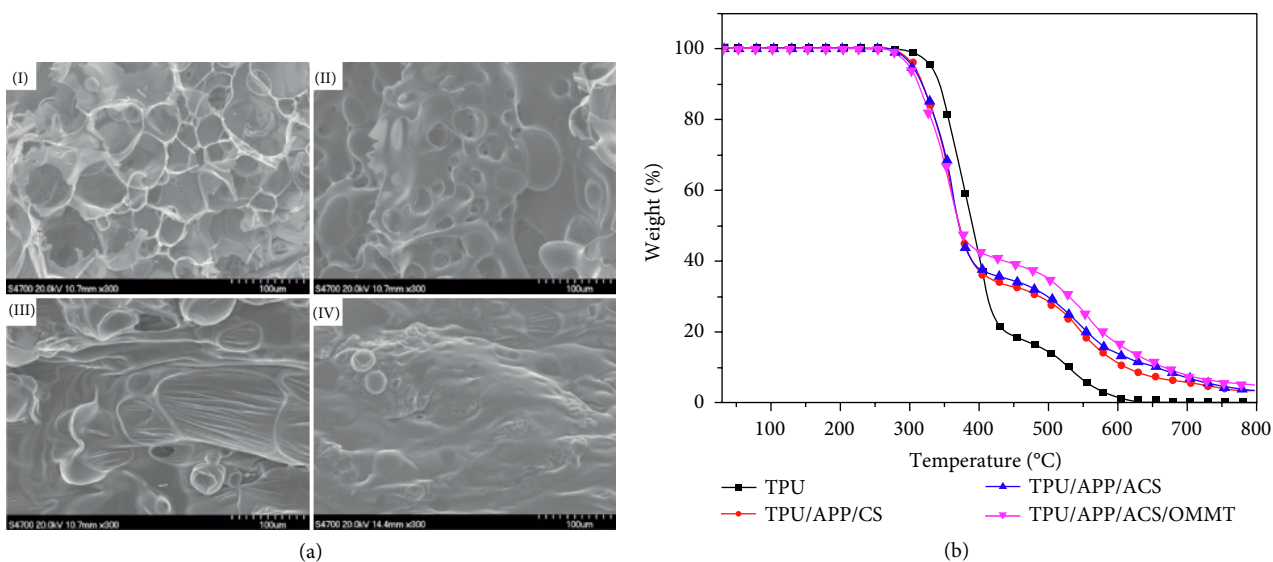 (I)
(II)
S4700 20.0kV 10.7mm x300
100um
S4700 20.0kV 10.7mm x300
100um
(III)
(IV)
S4700 20.0kV 10.7mm x300
100um
S4700 20.0kV 14.4mm x300
100um
(a)
100
80
60
40
20
0
Weight (%)
100 200 300 400 500 600 700 800
Temperature (°C)
TPU
TPU/APP/ACS
TPU/APP/CS
TPU/APP/ACS/OMMT
(b)